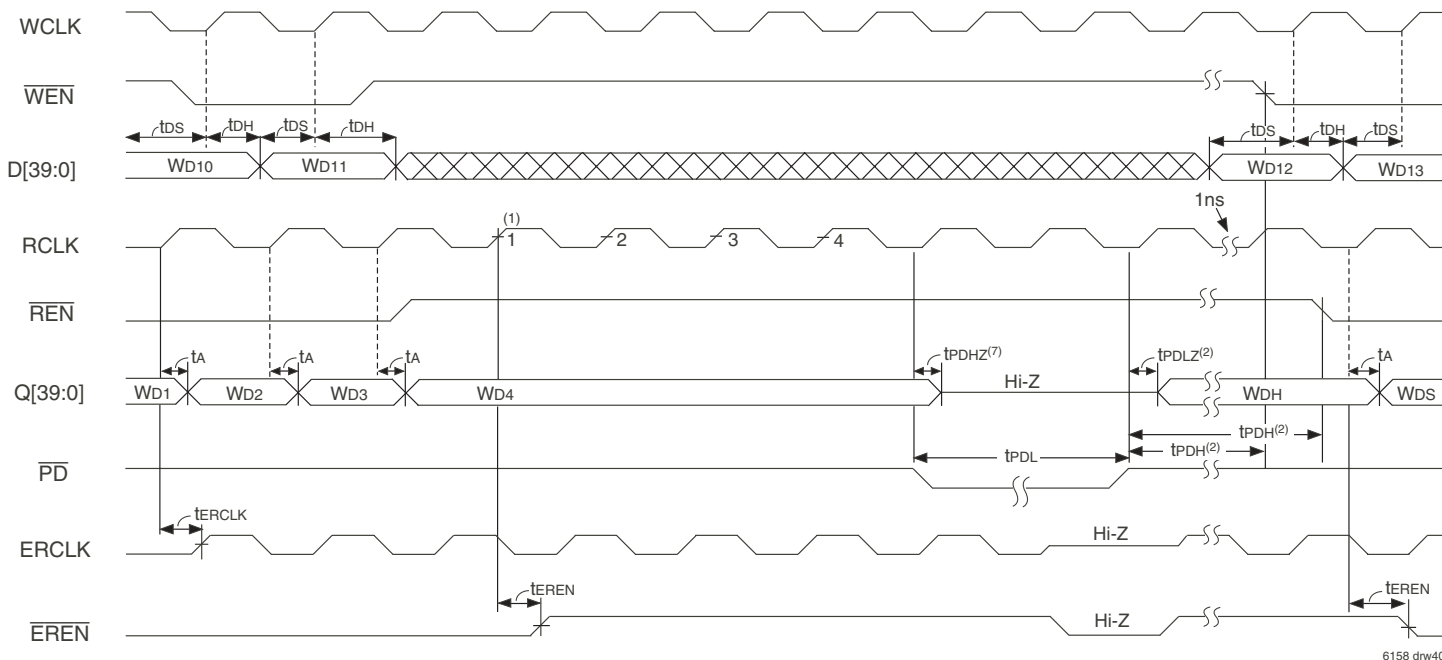 WCLK
WEN
tDS tDH tDS tDH tDS tDH tDS
D[39:0] WD10 WD11 WD12 WD13
1ns
(1)
RCLK 1 2 3 4
REN
tA tA tA tPDHZ(7) tPDLZ(2) tA
Q[39:0] WD1 WD2 WD3 WD4 Hi-Z WDH WDS
tPDH(2)
tPDL tPDH(2)
PD
tERCLK
ERCLK Hi-Z
tEREN tEREN
EREN Hi-Z
6158 drw40